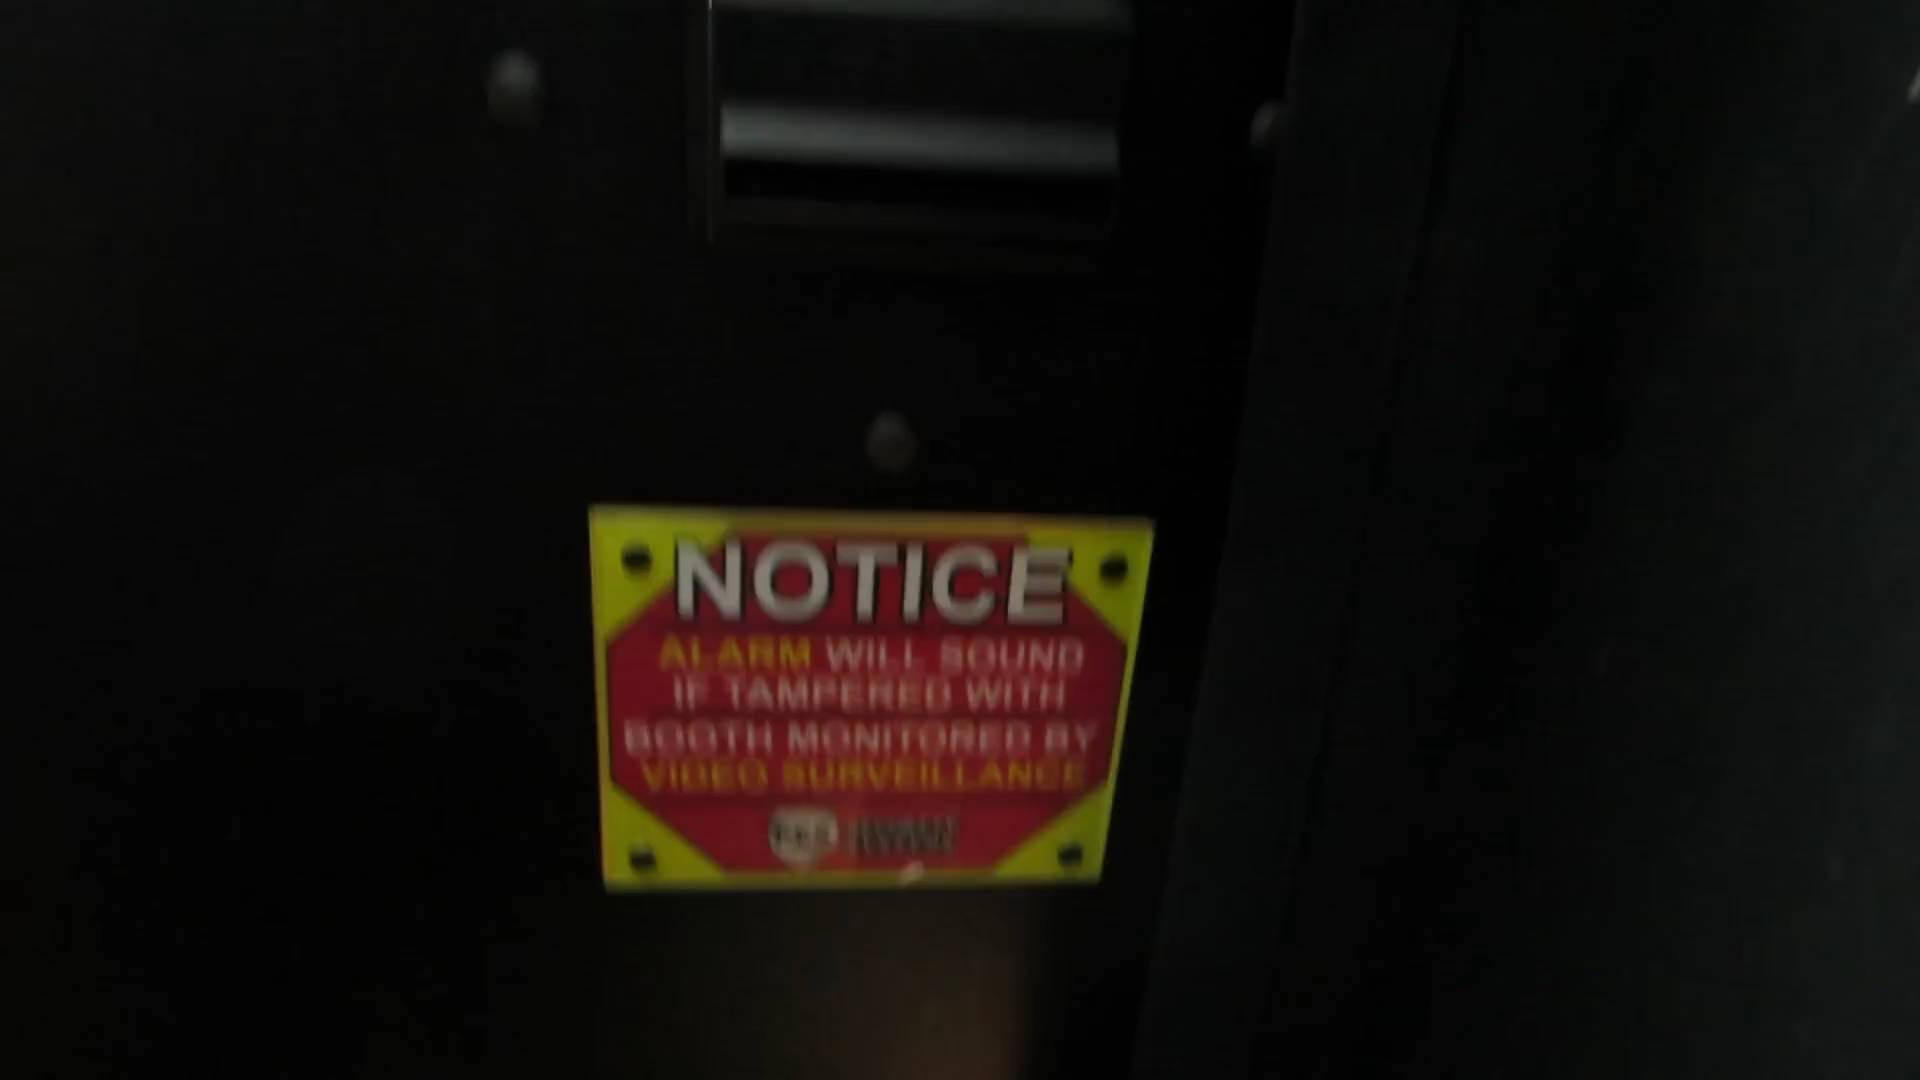 NOTICE
ALARM WILL SOUND
IF TAMPERED WITH
BOOTH MONITORED BY
VIDEO SURVEILLANCE